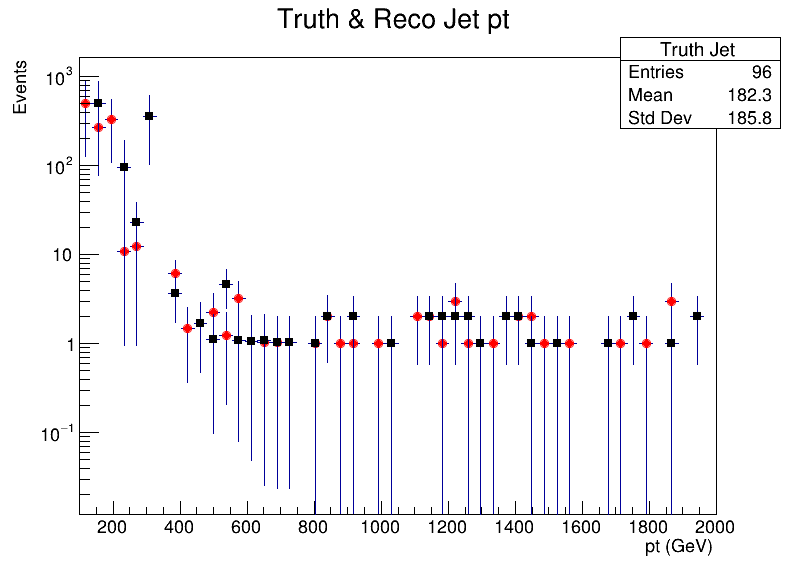 Truth & Reco Jet pt
Truth Jet
Entries 96
Mean 182.3
Std Dev 185.8
Events
10³
10²
10
1
10⁻¹
200 400 600 800 1000 1200 1400 1600 1800 2000
pt (GeV)